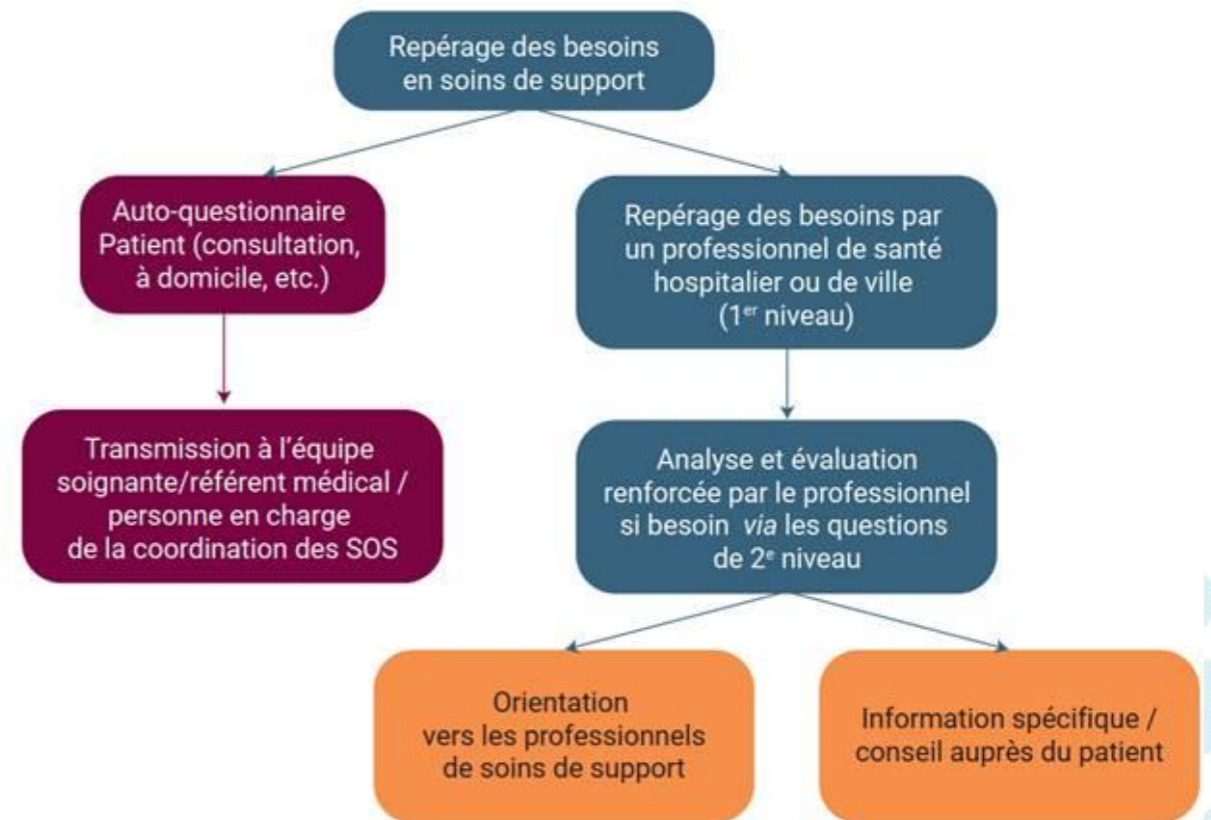 Repérage des besoins
en soins de support
Auto-questionnaire
Patient (consultation,
à domicile, etc.)
Repérage des besoins par
un professionnel de santé
hospitalier ou de ville
(1er niveau)
Transmission à l'équipe
soignante/référent médical /
personne en charge
de la coordination des SOS
Analyse et évaluation
renforcée par le professionnel
si besoin via les questions
de 2e niveau
Orientation
vers les professionnels
de soins de support
Information spécifique /
conseil auprès du patient